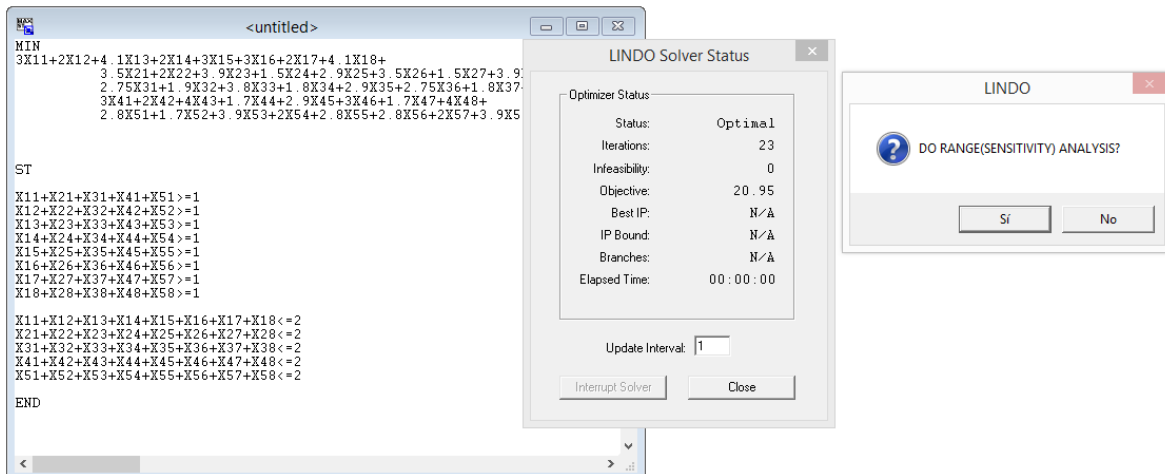 <untitled>
MIN
3X11+2X12+4.1X13+2X14+3X15+3X16+2X17+4.1X18+
3.5X21+2X22+3.9X23+1.5X24+2.9X25+3.5X26+1.5X27+3.9
2.75X31+1.9X32+3.8X33+1.8X34+2.9X35+2.75X36+1.8X37
3X41+2X42+4X43+1.7X44+2.9X45+3X46+1.7X47+4X48+
2.8X51+1.7X52+3.9X53+2X54+2.8X55+2.8X56+2X57+3.9X5
ST
X11+X21+X31+X41+X51>=1
X12+X22+X32+X42+X52>=1
X13+X23+X33+X43+X53>=1
X14+X24+X34+X44+X54>=1
X15+X25+X35+X45+X55>=1
X16+X26+X36+X46+X56>=1
X17+X27+X37+X47+X57>=1
X18+X28+X38+X48+X58>=1
X11+X12+X13+X14+X15+X16+X17+X18<=2
X21+X22+X23+X24+X25+X26+X27+X28<=2
X31+X32+X33+X34+X35+X36+X37+X38<=2
X41+X42+X43+X44+X45+X46+X47+X48<=2
X51+X52+X53+X54+X55+X56+X57+X58<=2
END
LINDO Solver Status
Optimizer Status
Status: Optimal
Iterations: 23
Infeasibility: 0
Objective: 20.95
Best IP: N/A
IP Bound: N/A
Branches: N/A
Elapsed Time: 00:00:00
Update Interval: 1
Interrupt Solver Close
LINDO
DO RANGE(SENSITIVITY) ANALYSIS?
Sí No